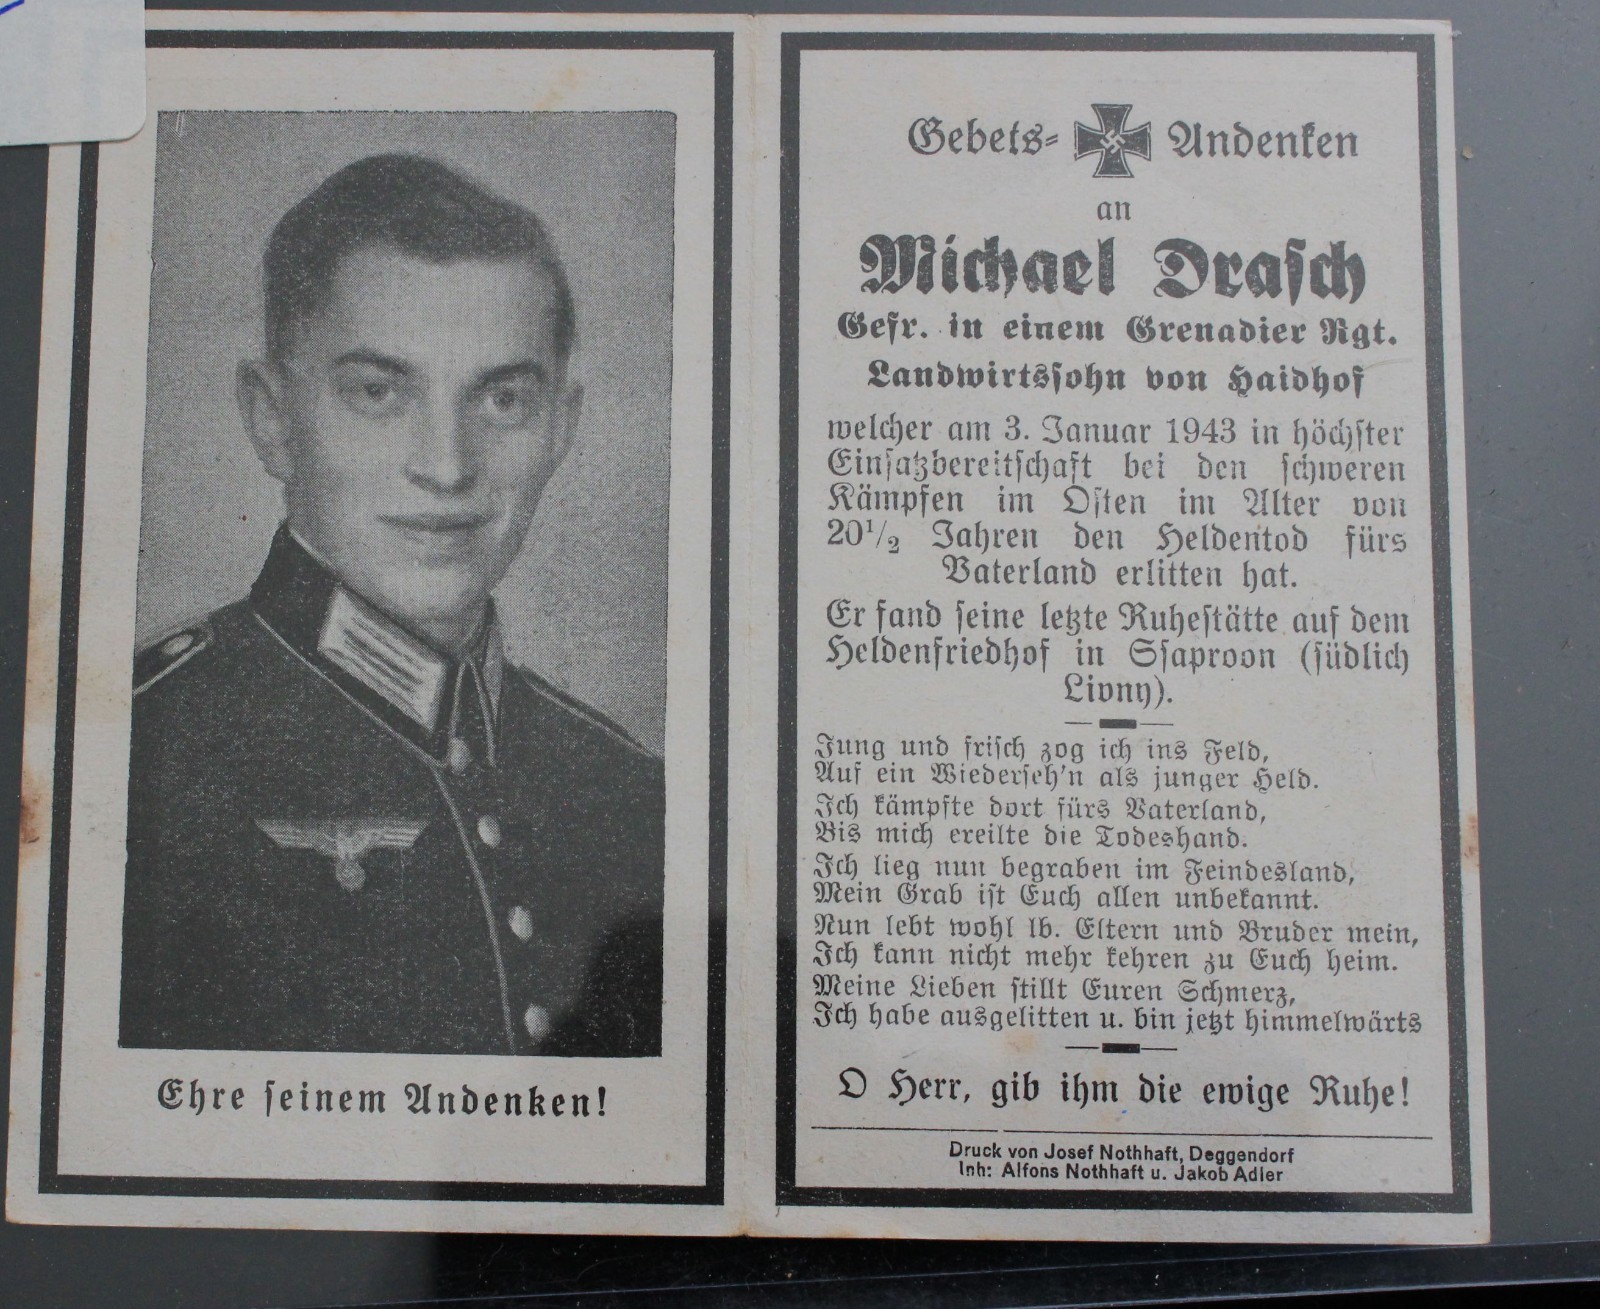 Ehre seinem Andenken!
Gebets= Andenken
an
Michael Drasch
Gefr. in einem Grenadier Rgt.
Landwirtssohn von Haidhof
welcher am 3. Januar 1943 in höchster
Einsatzbereitschaft bei den schweren
Kämpfen im Osten im Alter von
20 1/2 Jahren den Heldentod fürs
Vaterland erlitten hat.
Er fand seine letzte Ruhestätte auf dem
Heldenfriedhof in Ssaproon (südlich
Livny).
Jung und frisch zog ich ins Feld,
Auf ein Wiederseh'n als junger Held.
Ich kämpfte dort fürs Vaterland,
Bis mich ereilte die Todeshand.
Ich lieg nun begraben im Feindesland,
Mein Grab ist Euch allen unbekannt.
Nun lebt wohl lb. Eltern und Bruder mein,
Ich kann nicht mehr kehren zu Euch heim.
Meine Lieben stillt Euren Schmerz,
Ich habe ausgelitten u. bin jetzt himmelwärts
O Herr, gib ihm die ewige Ruhe!
Druck von Josef Nothhaft, Deggendorf
Inh: Alfons Nothhaft u. Jakob Adler